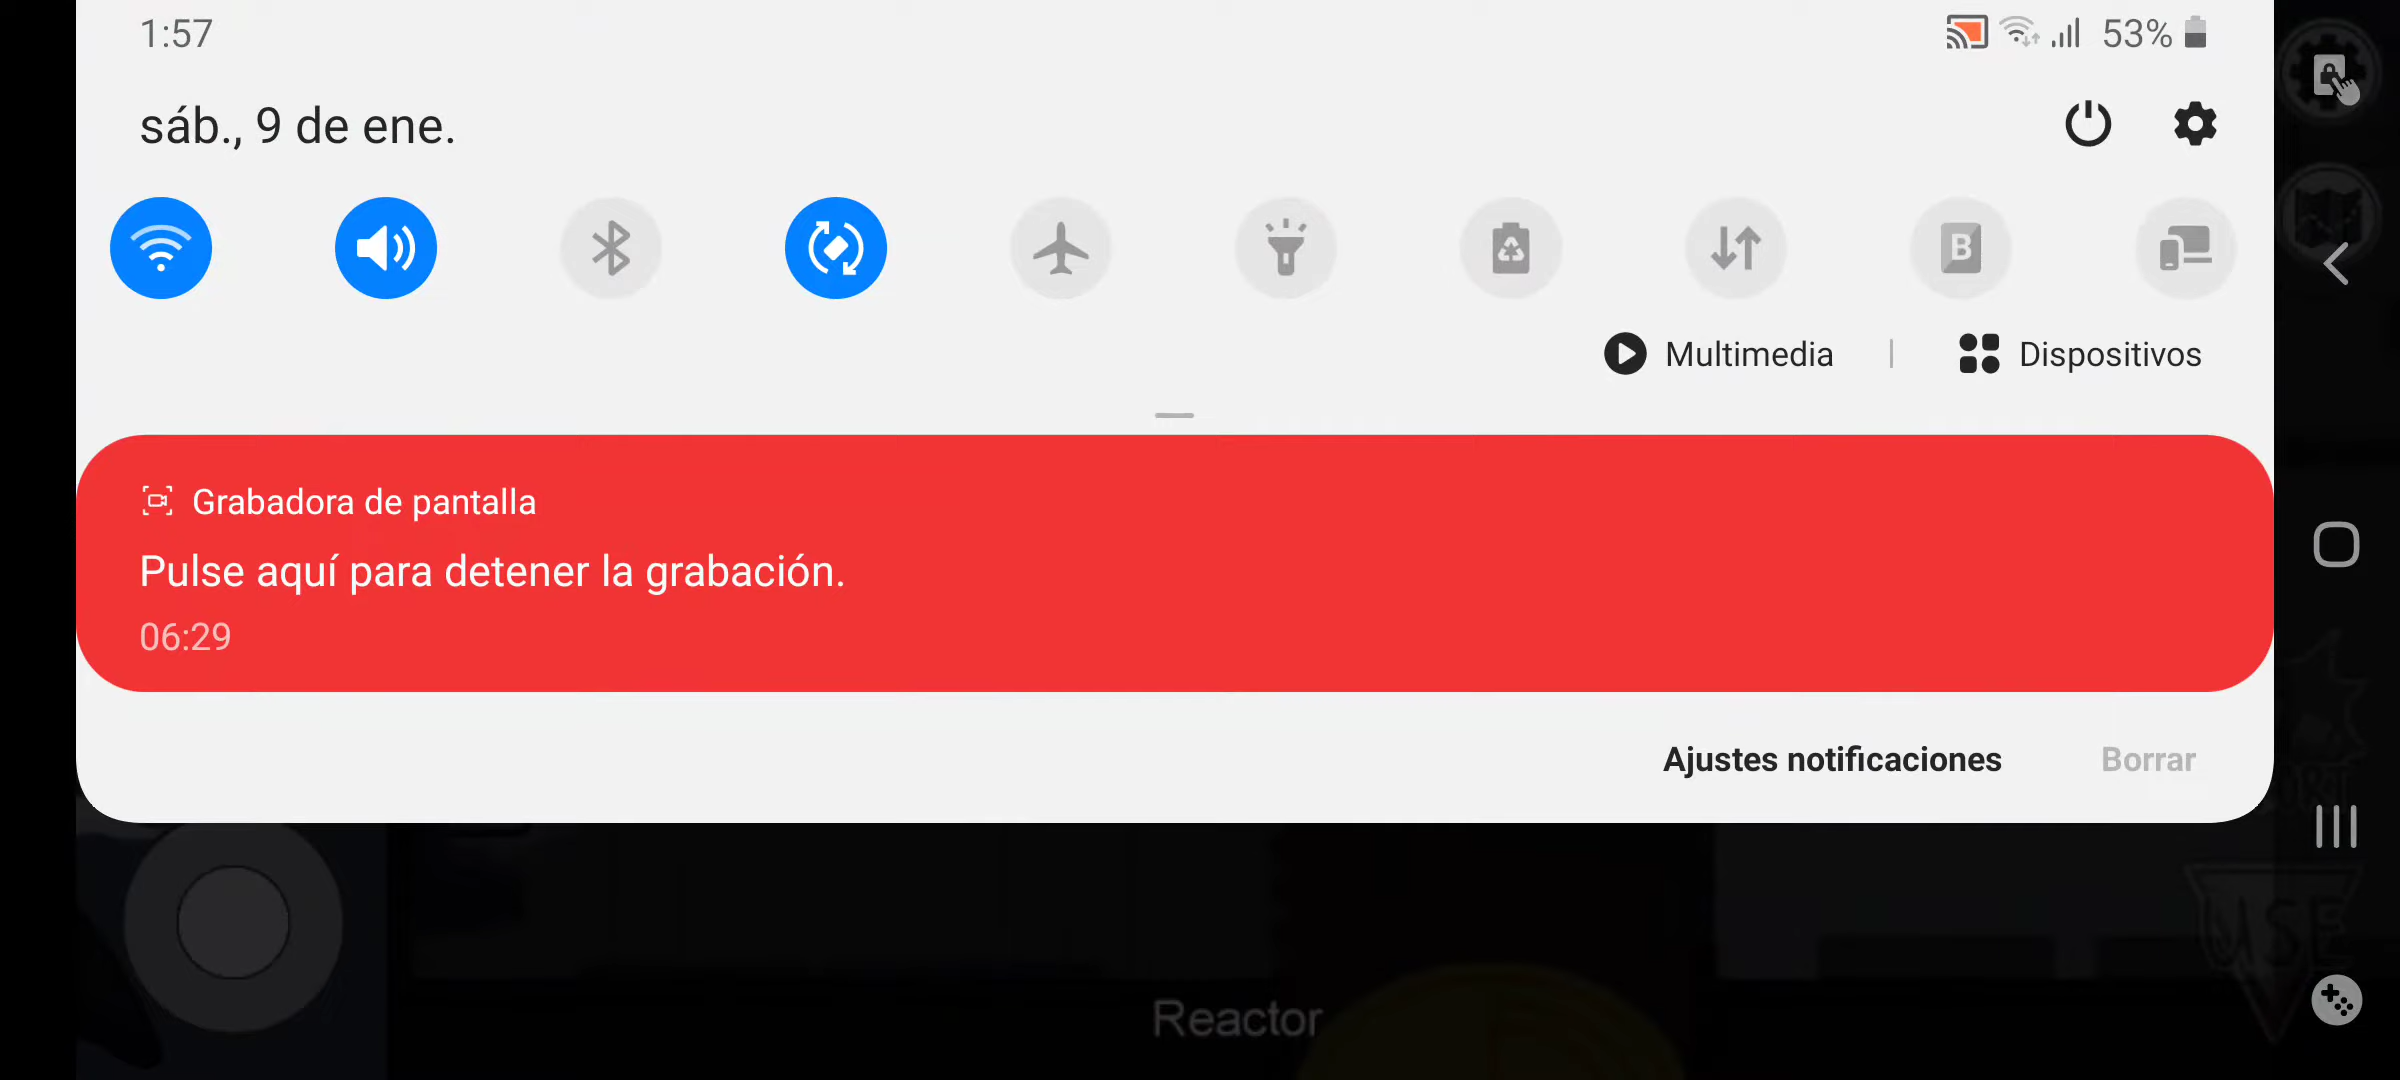 1:57
53%
sáb., 9 de ene.
B
Multimedia
Dispositivos
Grabadora de pantalla
Pulse aquí para detener la grabación.
06:29
Ajustes notificaciones
Borrar
USE
Reactor